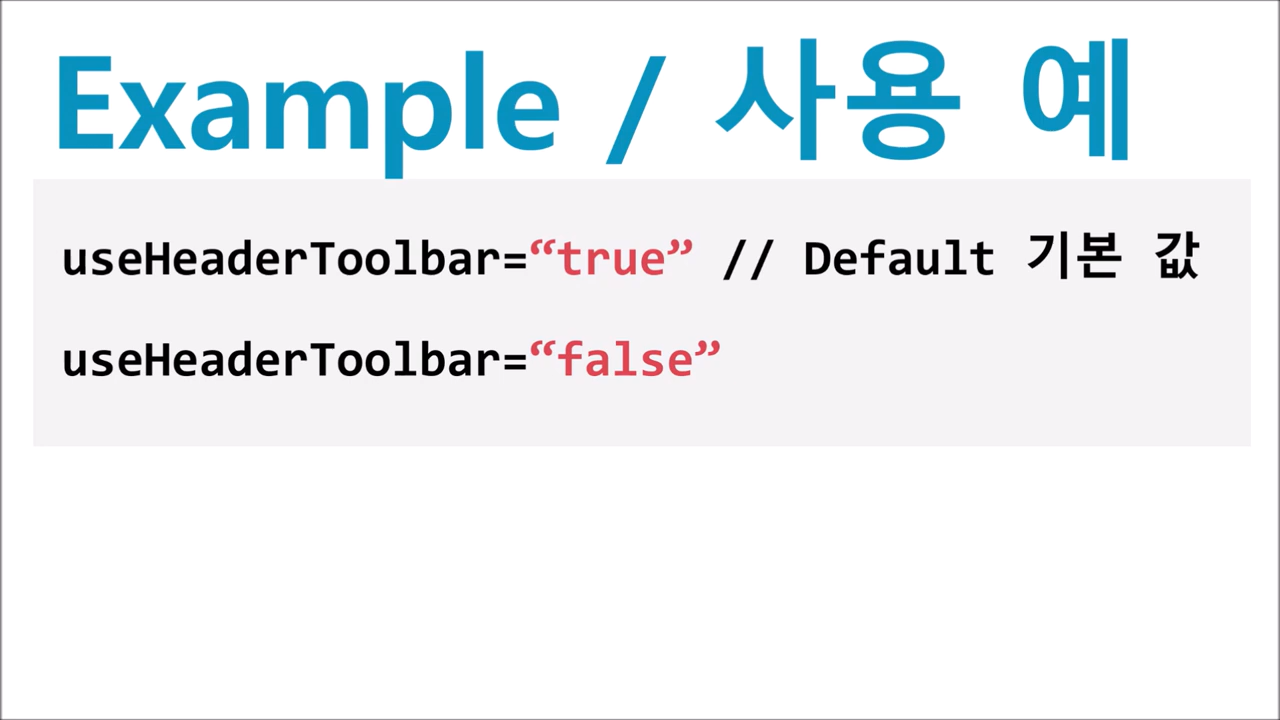 Example / 사용 예
useHeaderToolbar=“true” // Default 기본 값
useHeaderToolbar=“false”